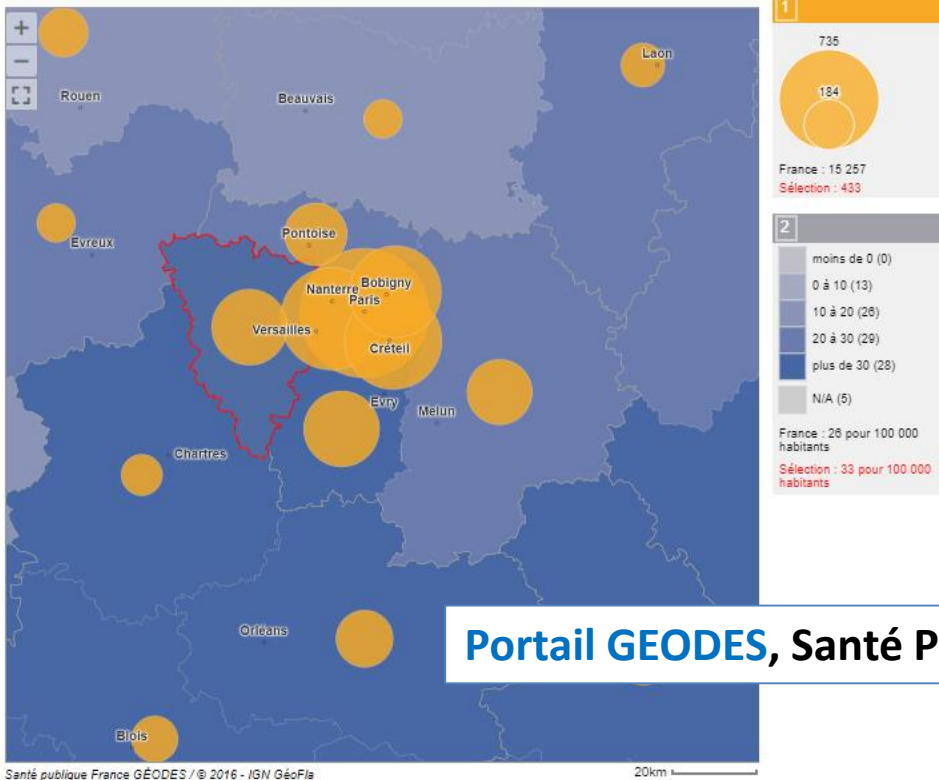 +
−
Rouen
Beauvais
Laon
Evreux
Pontoise
Nanterre
Bobigny
Paris
Versailles
Créteil
Evry
Melun
Chartres
Orléans
Blois
Portail GEODES, Santé P
Santé publique France GÉODES / © 2016 - IGN GéoFla
20km
1
735
184
France : 15 257
Sélection : 433
2
moins de 0 (0)
0 à 10 (13)
10 à 20 (26)
20 à 30 (29)
plus de 30 (28)
N/A (5)
France : 26 pour 100 000
habitants
Sélection : 33 pour 100 000
habitants